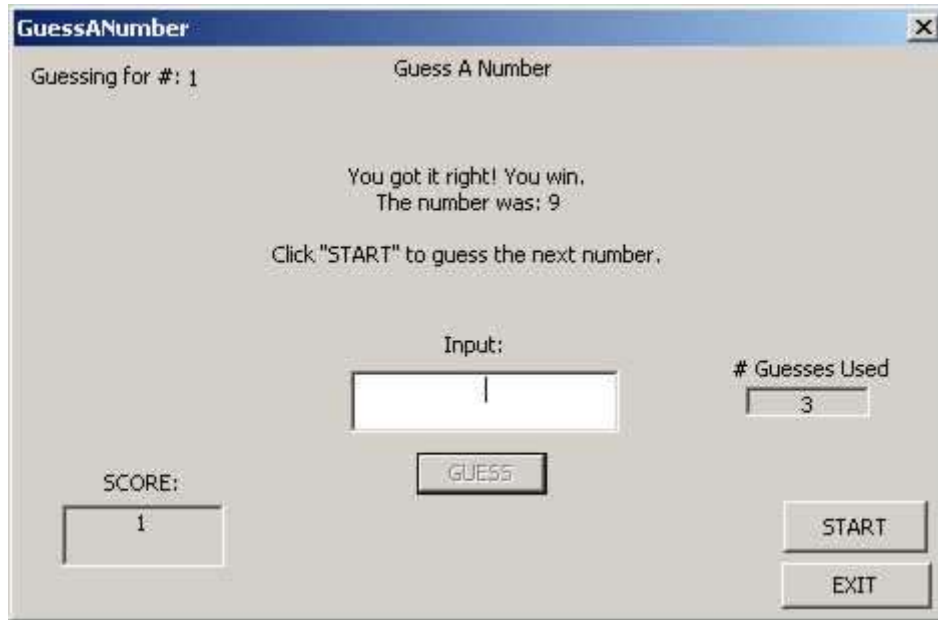 GuessANumber
Guessing for #: 1
Guess A Number
You got it right! You win.
The number was: 9
Click "START" to guess the next number.
Input:
# Guesses Used
3
GUESS
SCORE:
1
START
EXIT